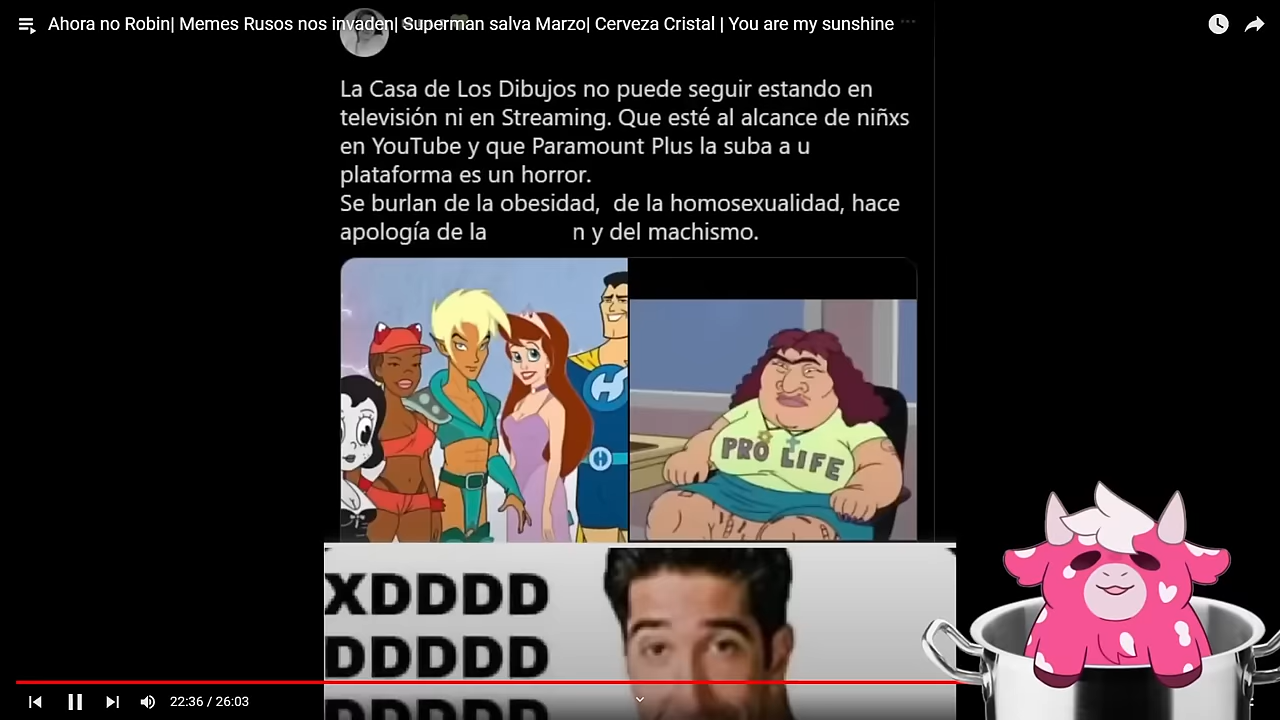 Ahora no Robin| Memes Rusos nos invaden| Superman salva Marzo| Cerveza Cristal | You are my sunshine
La Casa de Los Dibujos no puede seguir estando en
televisión ni en Streaming. Que esté al alcance de niñxs
en YouTube y que Paramount Plus la suba a u
plataforma es un horror.
Se burlan de la obesidad, de la homosexualidad, hace
apología de la n y del machismo.
PRO LIFE
XDDDD
DDDDD
DDDDD
22:36 / 26:03